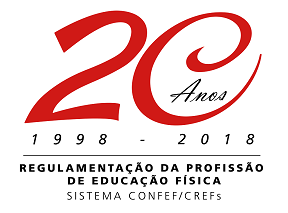 20 Anos
1998 - 2018
REGULAMENTAÇÃO DA PROFISSÃO
DE EDUCAÇÃO FÍSICA
SISTEMA CONFEF/CREFs